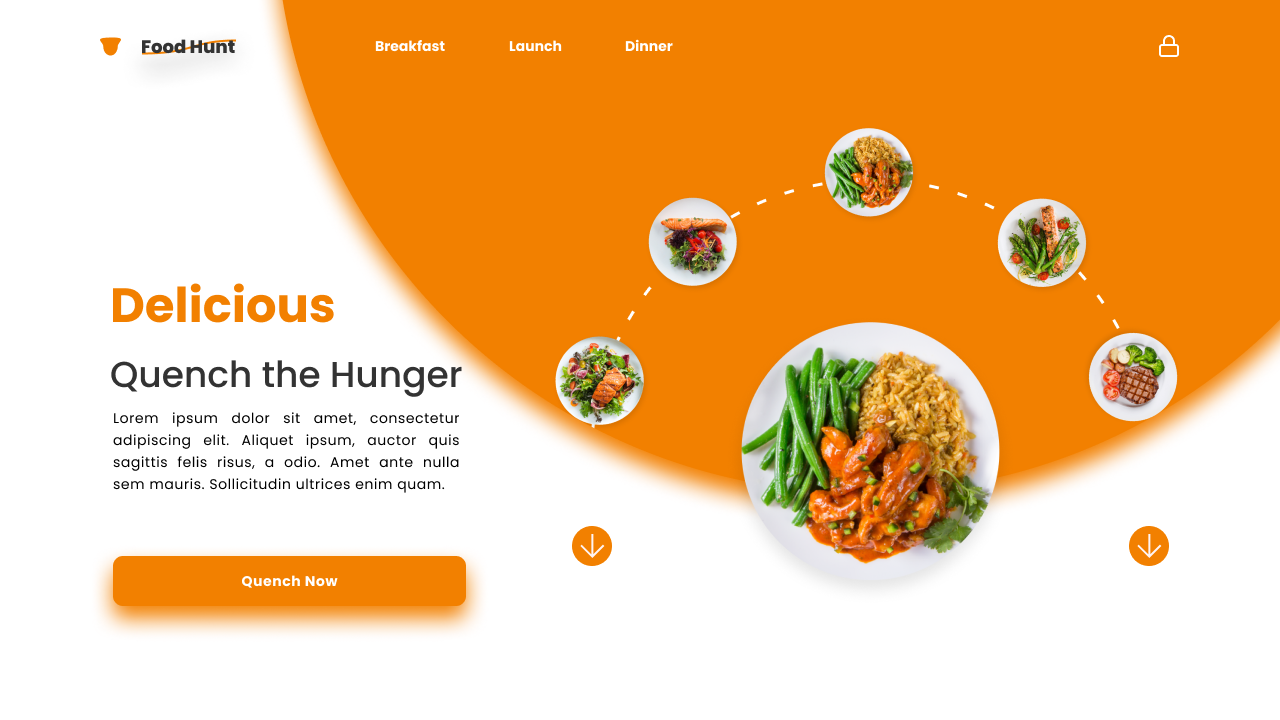 Food Hunt
Breakfast
Launch
Dinner
Delicious
Quench the Hunger
Lorem ipsum dolor sit amet, consectetur
adipiscing elit. Aliquet ipsum, auctor quis
sagittis felis risus, a odio. Amet ante nulla
sem mauris. Sollicitudin ultrices enim quam.
Quench Now